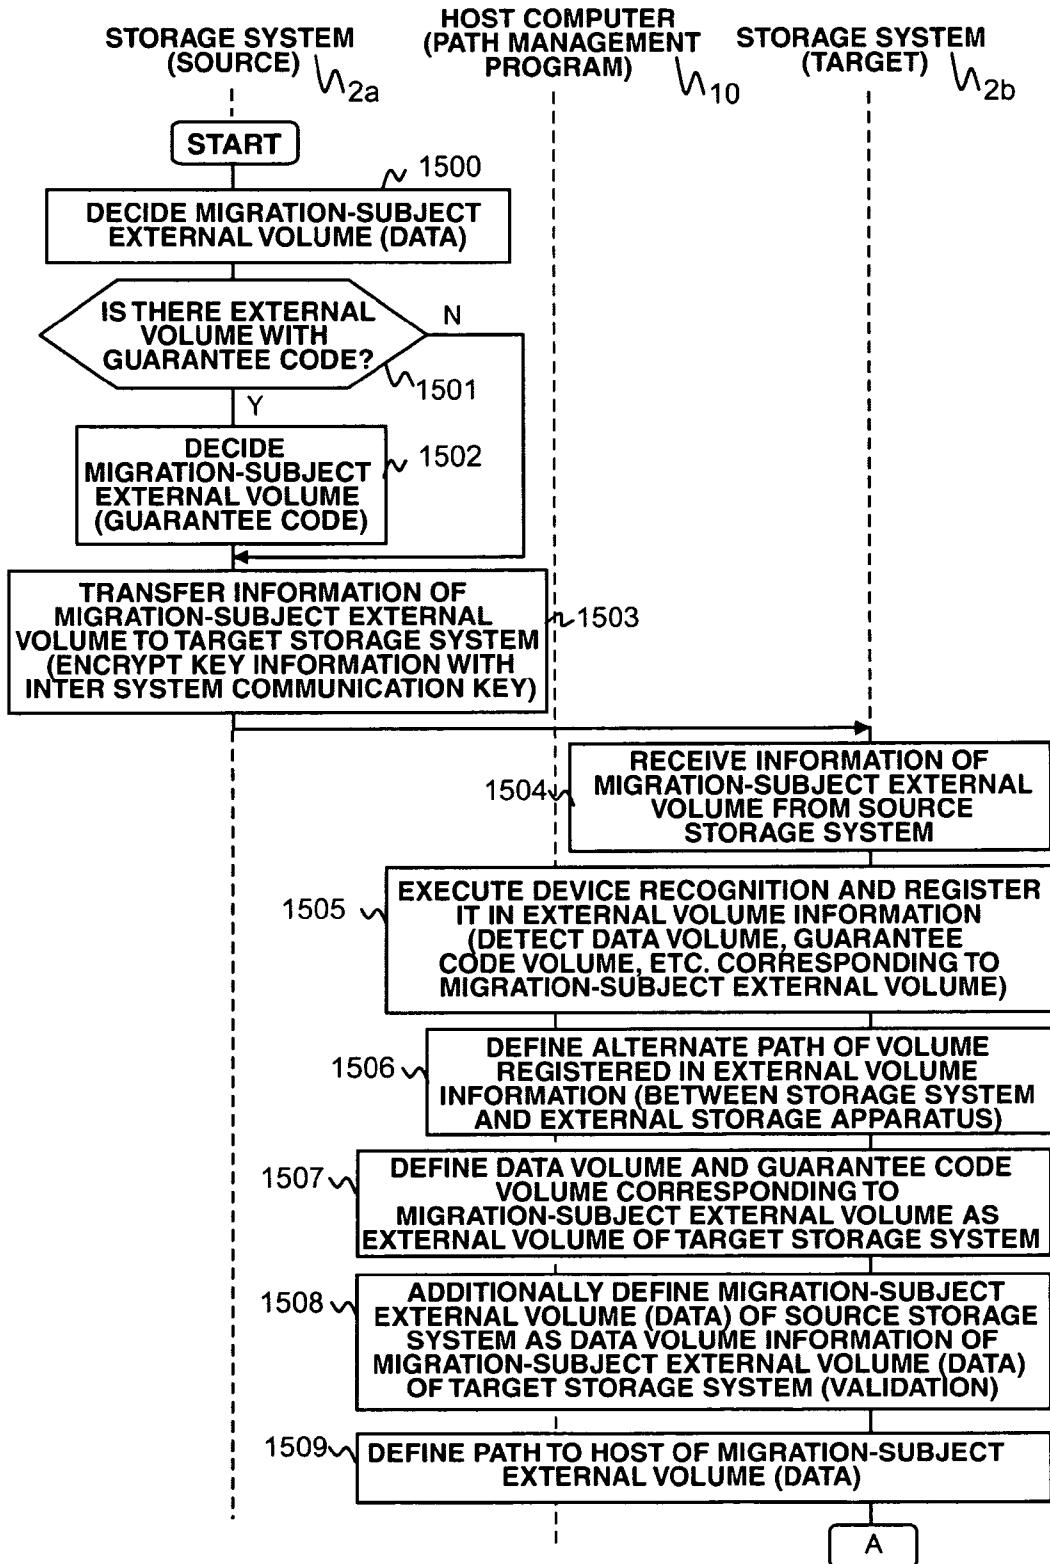 STORAGE SYSTEM
(SOURCE)
2a
HOST COMPUTER
(PATH MANAGEMENT
PROGRAM)
10
STORAGE SYSTEM
(TARGET)
2b
START
1500
DECIDE MIGRATION-SUBJECT
EXTERNAL VOLUME (DATA)
IS THERE EXTERNAL
VOLUME WITH
GUARANTEE CODE?
N
1501
Y
DECIDE
MIGRATION-SUBJECT
EXTERNAL VOLUME
(GUARANTEE CODE)
1502
TRANSFER INFORMATION OF
MIGRATION-SUBJECT EXTERNAL
VOLUME TO TARGET STORAGE SYSTEM
(ENCRYPT KEY INFORMATION WITH
INTER SYSTEM COMMUNICATION KEY)
1503
1504
RECEIVE INFORMATION OF
MIGRATION-SUBJECT EXTERNAL
VOLUME FROM SOURCE
STORAGE SYSTEM
1505
EXECUTE DEVICE RECOGNITION AND REGISTER
IT IN EXTERNAL VOLUME INFORMATION
(DETECT DATA VOLUME, GUARANTEE
CODE VOLUME, ETC. CORRESPONDING TO
MIGRATION-SUBJECT EXTERNAL VOLUME)
1506
DEFINE ALTERNATE PATH OF VOLUME
REGISTERED IN EXTERNAL VOLUME
INFORMATION (BETWEEN STORAGE SYSTEM
AND EXTERNAL STORAGE APPARATUS)
1507
DEFINE DATA VOLUME AND GUARANTEE CODE
VOLUME CORRESPONDING TO
MIGRATION-SUBJECT EXTERNAL VOLUME AS
EXTERNAL VOLUME OF TARGET STORAGE SYSTEM
1508
ADDITIONALLY DEFINE MIGRATION-SUBJECT
EXTERNAL VOLUME (DATA) OF SOURCE STORAGE
SYSTEM AS DATA VOLUME INFORMATION OF
MIGRATION-SUBJECT EXTERNAL VOLUME (DATA)
OF TARGET STORAGE SYSTEM (VALIDATION)
1509
DEFINE PATH TO HOST OF MIGRATION-SUBJECT
EXTERNAL VOLUME (DATA)
A